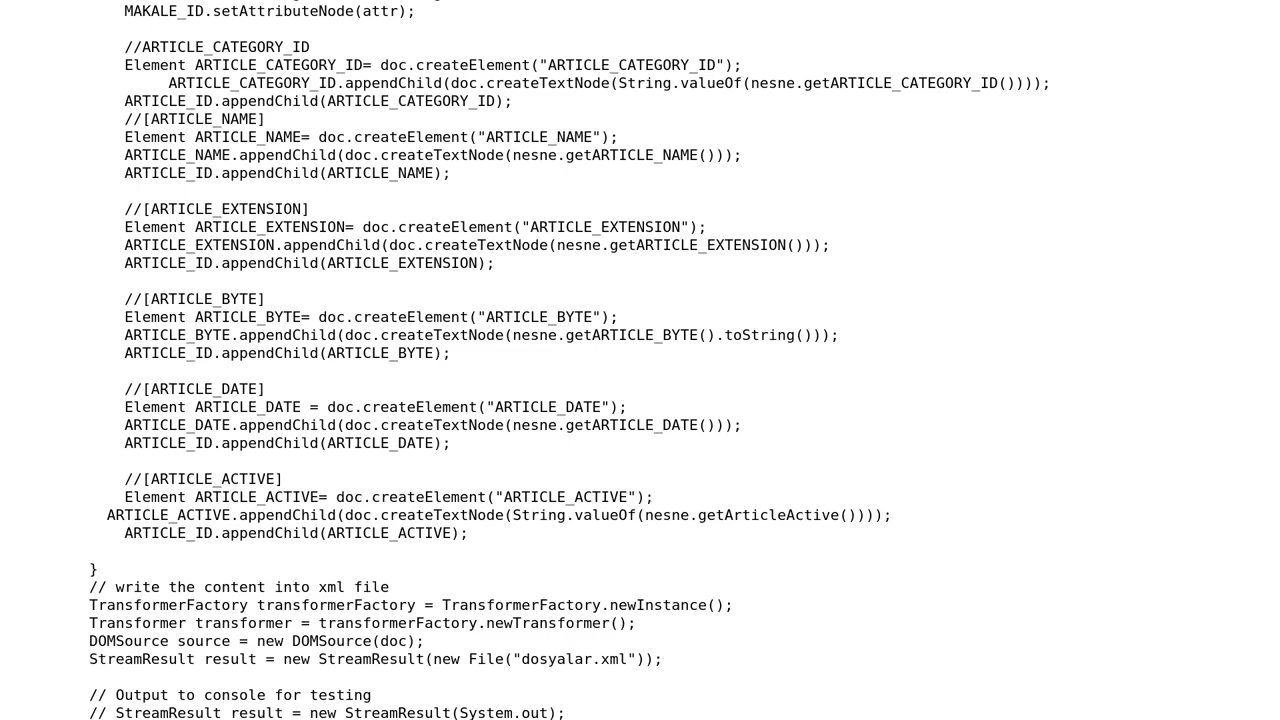 MAKALE_ID.setAttributeNode(attr);
//ARTICLE_CATEGORY_ID
Element ARTICLE_CATEGORY_ID= doc.createElement("ARTICLE_CATEGORY_ID");
ARTICLE_CATEGORY_ID.appendChild(doc.createTextNode(String.valueOf(nesne.getARTICLE_CATEGORY_ID())));
ARTICLE_ID.appendChild(ARTICLE_CATEGORY_ID);
//[ARTICLE_NAME]
Element ARTICLE_NAME= doc.createElement("ARTICLE_NAME");
ARTICLE_NAME.appendChild(doc.createTextNode(nesne.getARTICLE_NAME()));
ARTICLE_ID.appendChild(ARTICLE_NAME);
//[ARTICLE_EXTENSION]
Element ARTICLE_EXTENSION= doc.createElement("ARTICLE_EXTENSION");
ARTICLE_EXTENSION.appendChild(doc.createTextNode(nesne.getARTICLE_EXTENSION()));
ARTICLE_ID.appendChild(ARTICLE_EXTENSION);
//[ARTICLE_BYTE]
Element ARTICLE_BYTE= doc.createElement("ARTICLE_BYTE");
ARTICLE_BYTE.appendChild(doc.createTextNode(nesne.getARTICLE_BYTE().toString()));
ARTICLE_ID.appendChild(ARTICLE_BYTE);
//[ARTICLE_DATE]
Element ARTICLE_DATE = doc.createElement("ARTICLE_DATE");
ARTICLE_DATE.appendChild(doc.createTextNode(nesne.getARTICLE_DATE()));
ARTICLE_ID.appendChild(ARTICLE_DATE);
//[ARTICLE_ACTIVE]
Element ARTICLE_ACTIVE= doc.createElement("ARTICLE_ACTIVE");
ARTICLE_ACTIVE.appendChild(doc.createTextNode(String.valueOf(nesne.getArticleActive())));
ARTICLE_ID.appendChild(ARTICLE_ACTIVE);
}
// write the content into xml file
TransformerFactory transformerFactory = TransformerFactory.newInstance();
Transformer transformer = transformerFactory.newTransformer();
DOMSource source = new DOMSource(doc);
StreamResult result = new StreamResult(new File("dosyalar.xml"));
// Output to console for testing
// StreamResult result = new StreamResult(System.out);